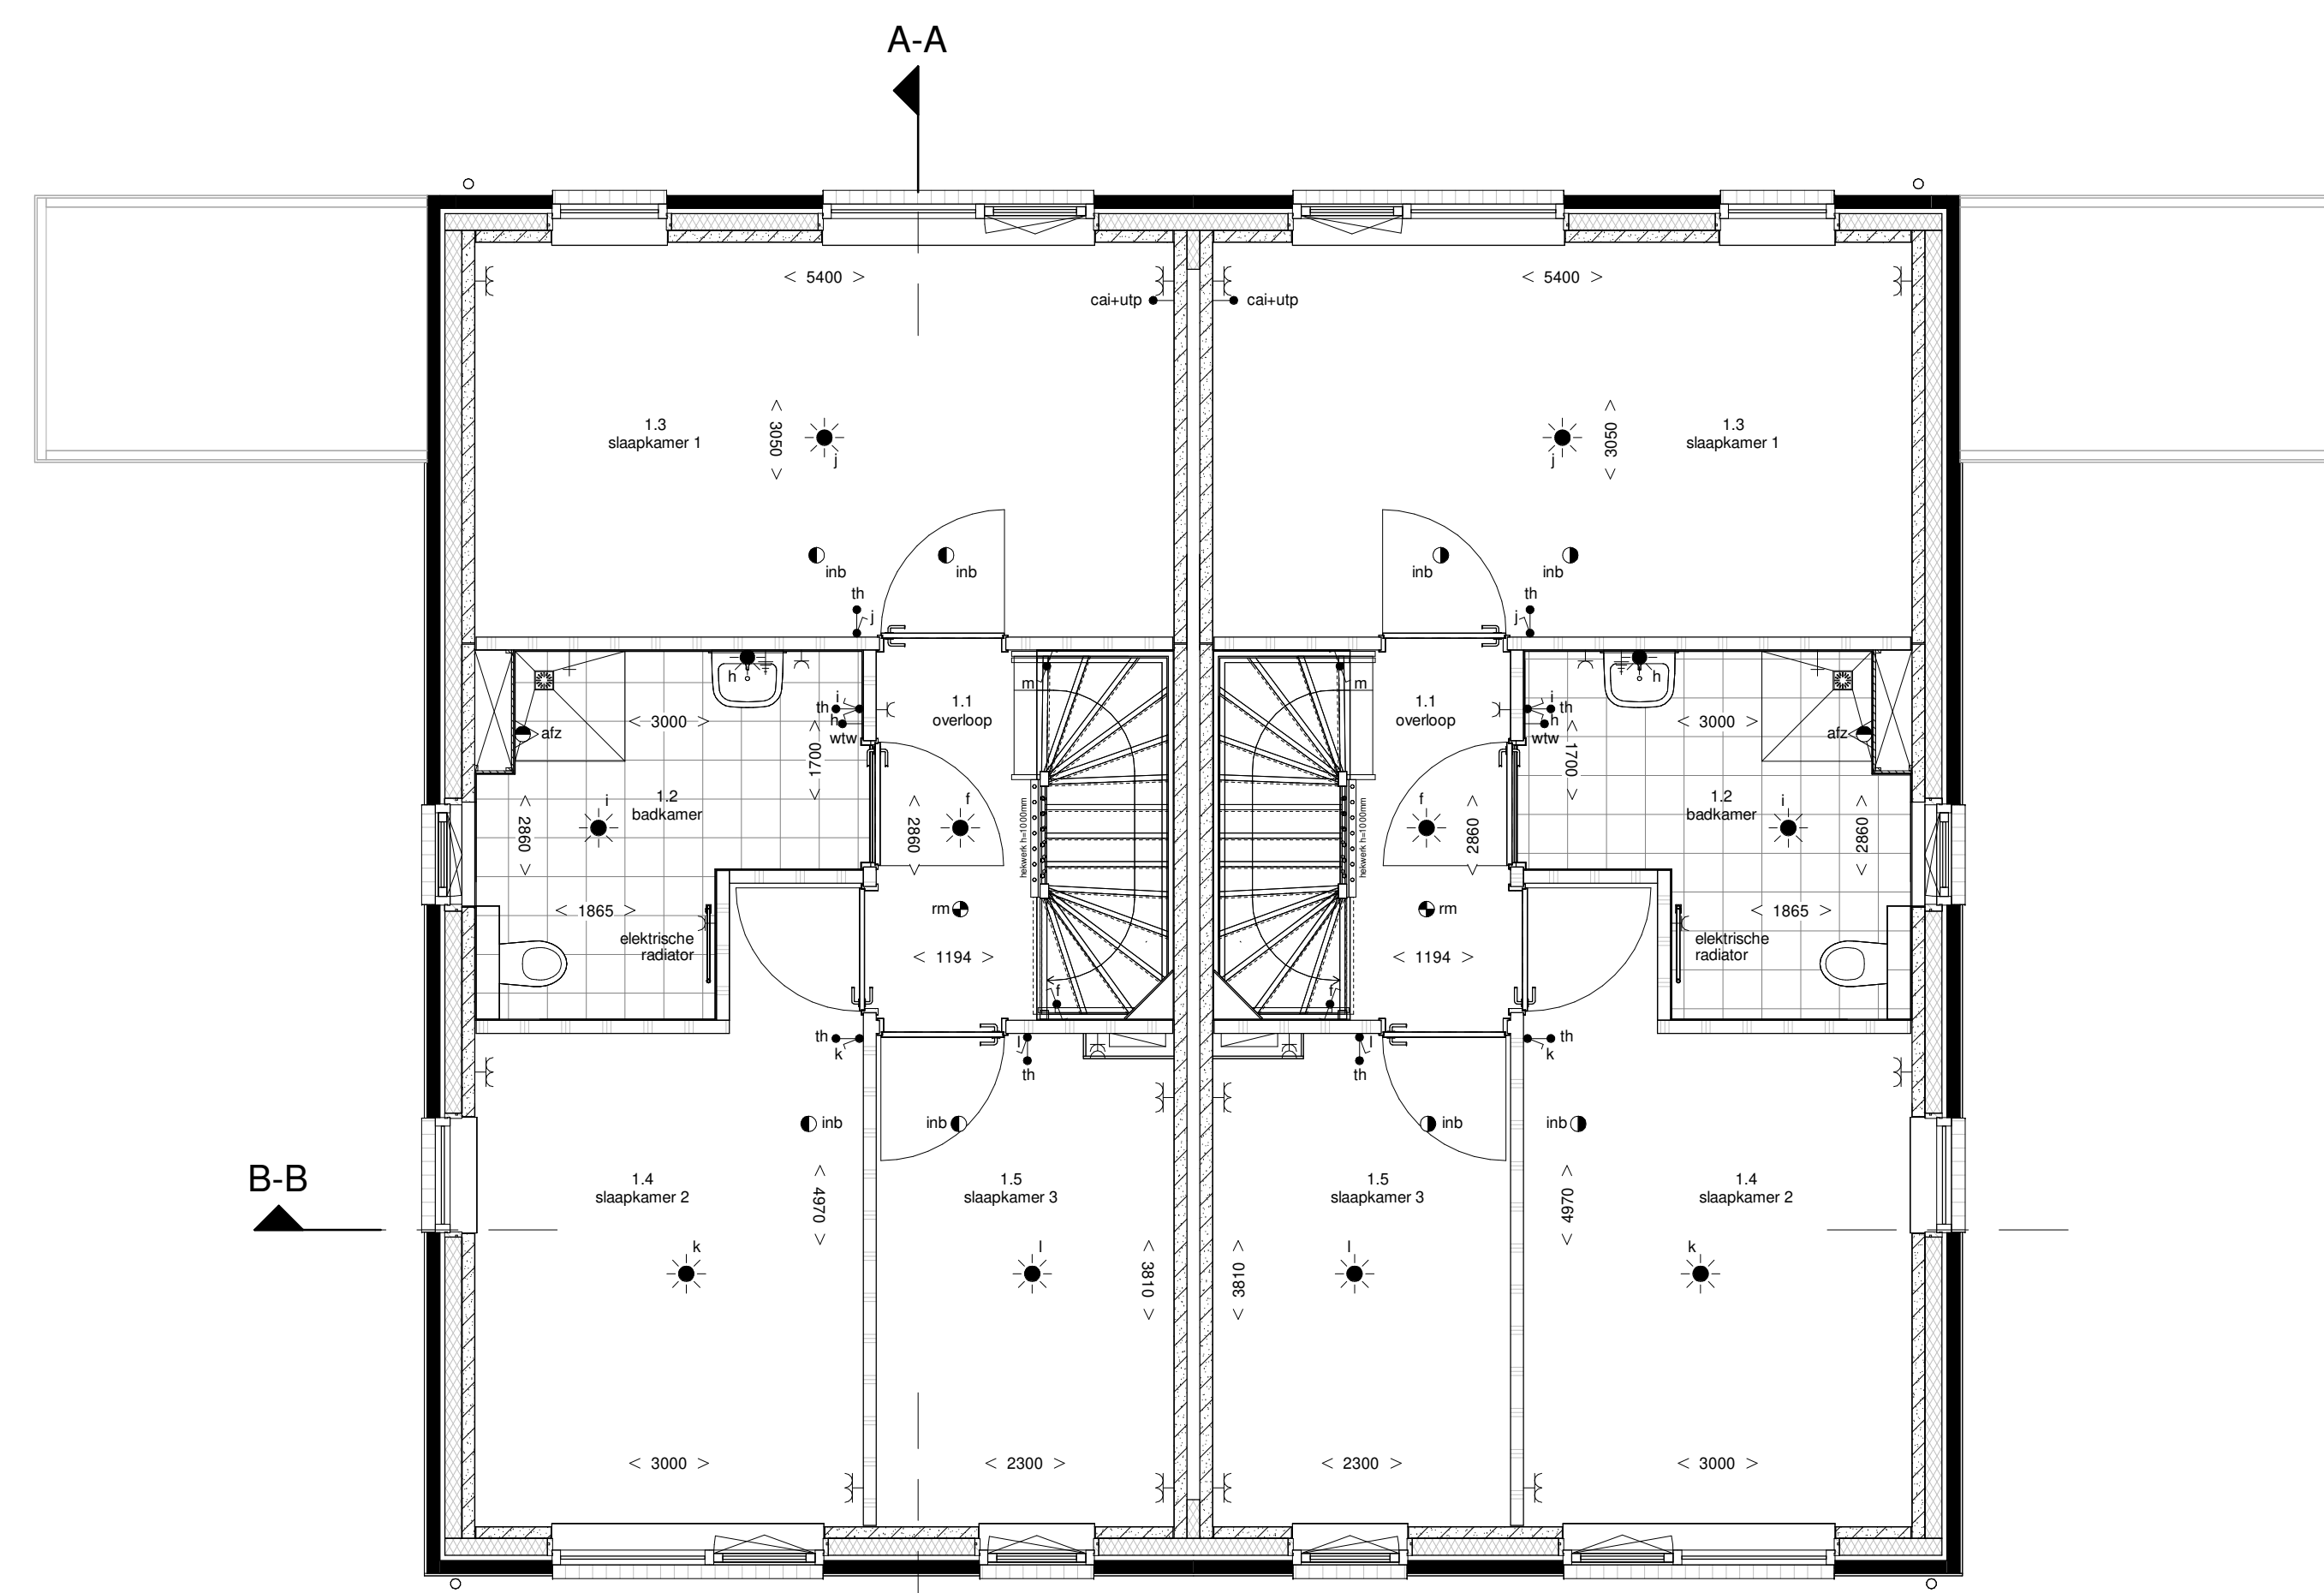 A-A
< 5400 >
< 5400 >
cai+utp
cai+utp
1.3
slaapkamer 1
< 3050 >
j
j
< 3050 >
1.3
slaapkamer 1
inb
inb
inb
inb
th
j
th
j
h
m
m
h
1.1
overloop
1.1
overloop
i
th
h
wtw
i
th
h
wtw
< 3000 >
< 3000 >
afz
afz
< 1700 >
< 1700 >
1.2
badkamer
1.2
badkamer
i
i
f
f
< 2860 >
< 2860 >
< 2860 >
< 2860 >
hekwerk h=1000mm
hekwerk h=1000mm
< 1865 >
< 1865 >
rm
rm
elektrische
radiator
elektrische
radiator
< 1194 >
< 1194 >
f
f
th
k
l
th
l
th
th
k
inb
inb
inb
inb
B-B
1.4
slaapkamer 2
1.5
slaapkamer 3
1.5
slaapkamer 3
1.4
slaapkamer 2
< 4970 >
< 4970 >
k
l
l
k
< 3810 >
< 3810 >
< 3000 >
< 2300 >
< 2300 >
< 3000 >